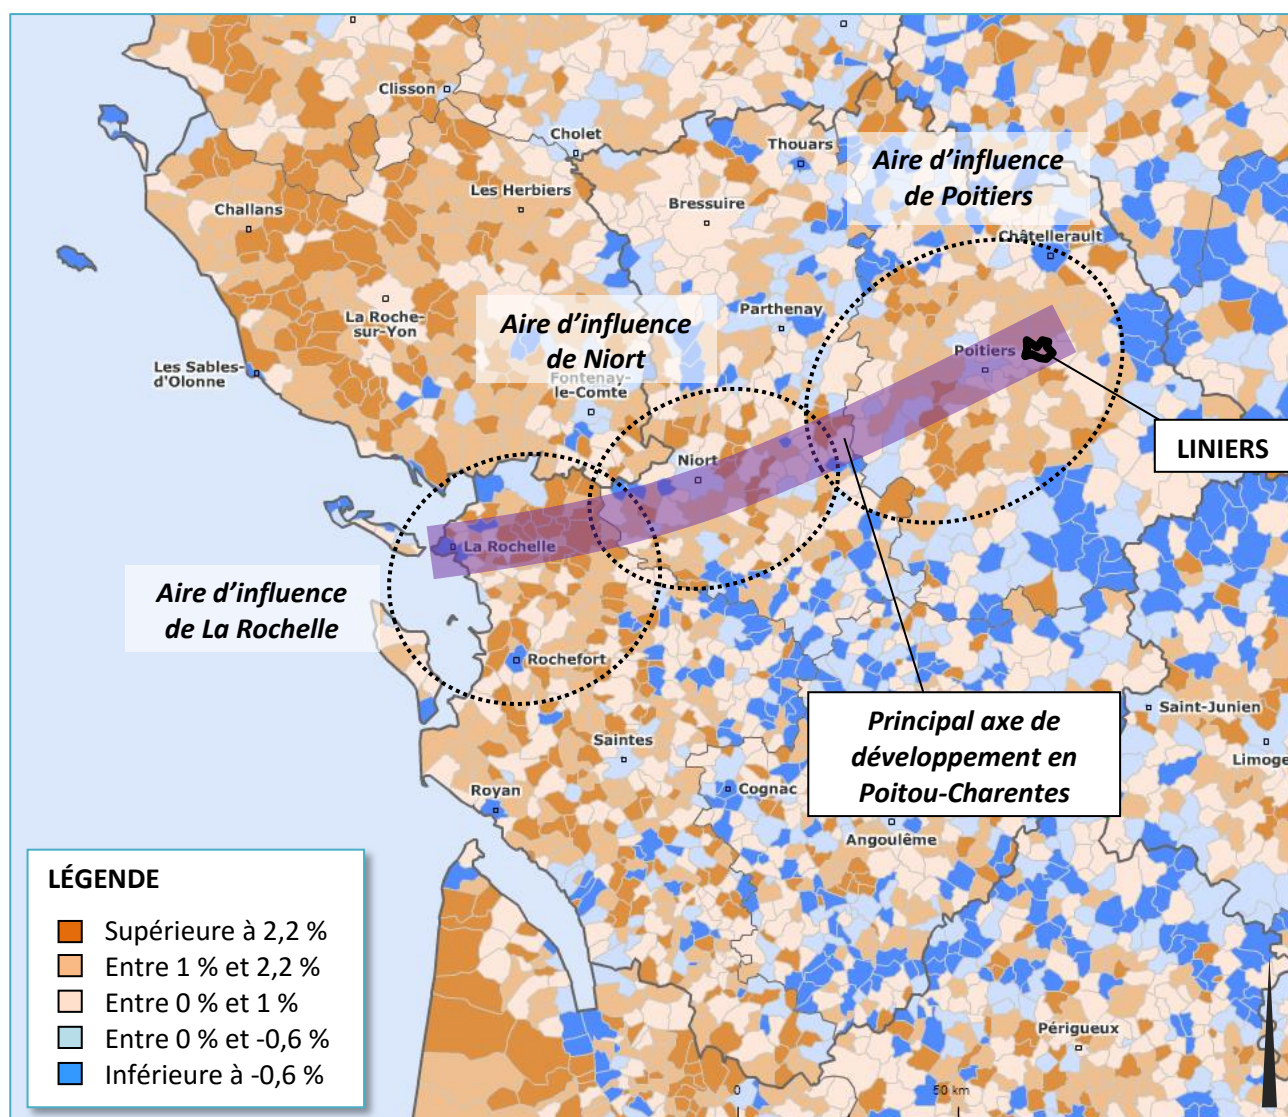 Clisson
Cholet
Thouars
Aire d’influence
de Poitiers
Les Herbiers
Bressuire
Challans
Châtellerault
Aire d’influence
de Niort
La Roche-
sur-Yon
Parthenay
Poitiers
Les Sables-
d'Olonne
Fontenay-
le-Comte
LINIERS
Niort
La Rochelle
Aire d’influence
de La Rochelle
Rochefort
Principal axe de
développement en
Poitou-Charentes
Saint-Junien
Saintes
Limoge
Royan
Cognac
Angoulême
LÉGENDE
Supérieure à 2,2 %
Entre 1 % et 2,2 %
Entre 0 % et 1 %
Entre 0 % et -0,6 %
Inférieure à -0,6 %
Périgueux
0
50 km